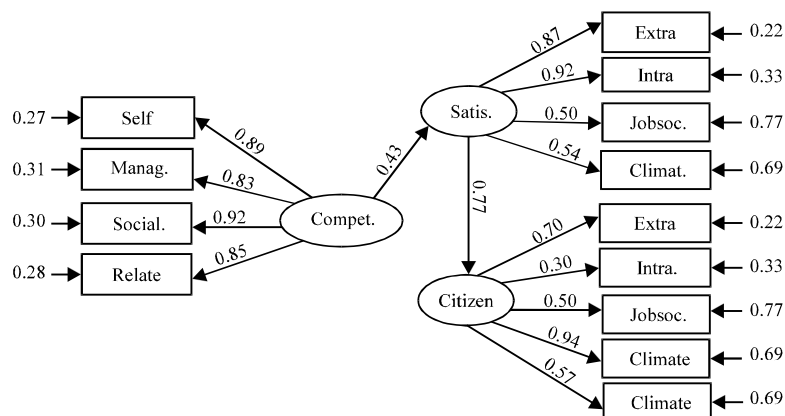 0.87
Extra
0.22
0.92
Intra
0.33
Satis.
0.50
Jobsoc.
0.77
0.54
Climat.
0.69
0.27
Self
0.89
0.31
Manag.
0.83
0.43
0.30
Social.
0.92
Compet.
0.28
Relate
0.85
0.77
0.70
Extra
0.22
0.30
Intra.
0.33
Citizen
0.50
Jobsoc.
0.77
0.94
Climate
0.69
0.57
Climate
0.69